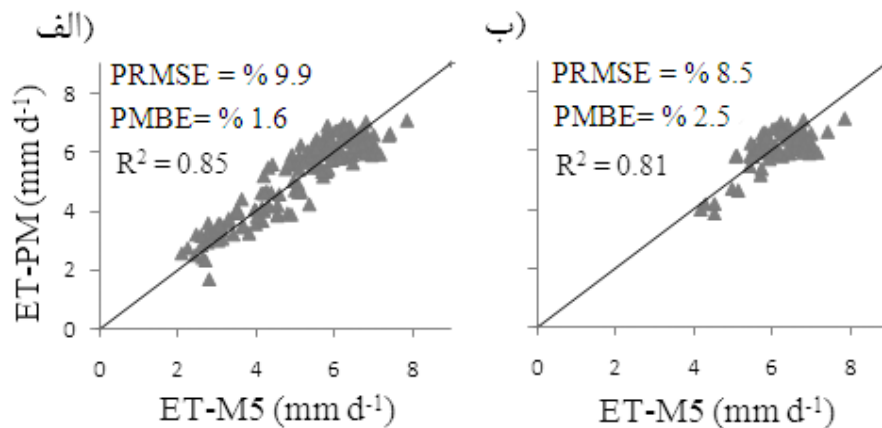 الف)
PRMSE = % 9.9
PMBE= % 1.6
R² = 0.85
ET-PM (mm d⁻¹)
8
6
4
2
0
0 2 4 6 8
ET-M5 (mm d⁻¹)
ب)
PRMSE = % 8.5
PMBE= % 2.5
R² = 0.81
0 2 4 6 8
ET-M5 (mm d⁻¹)